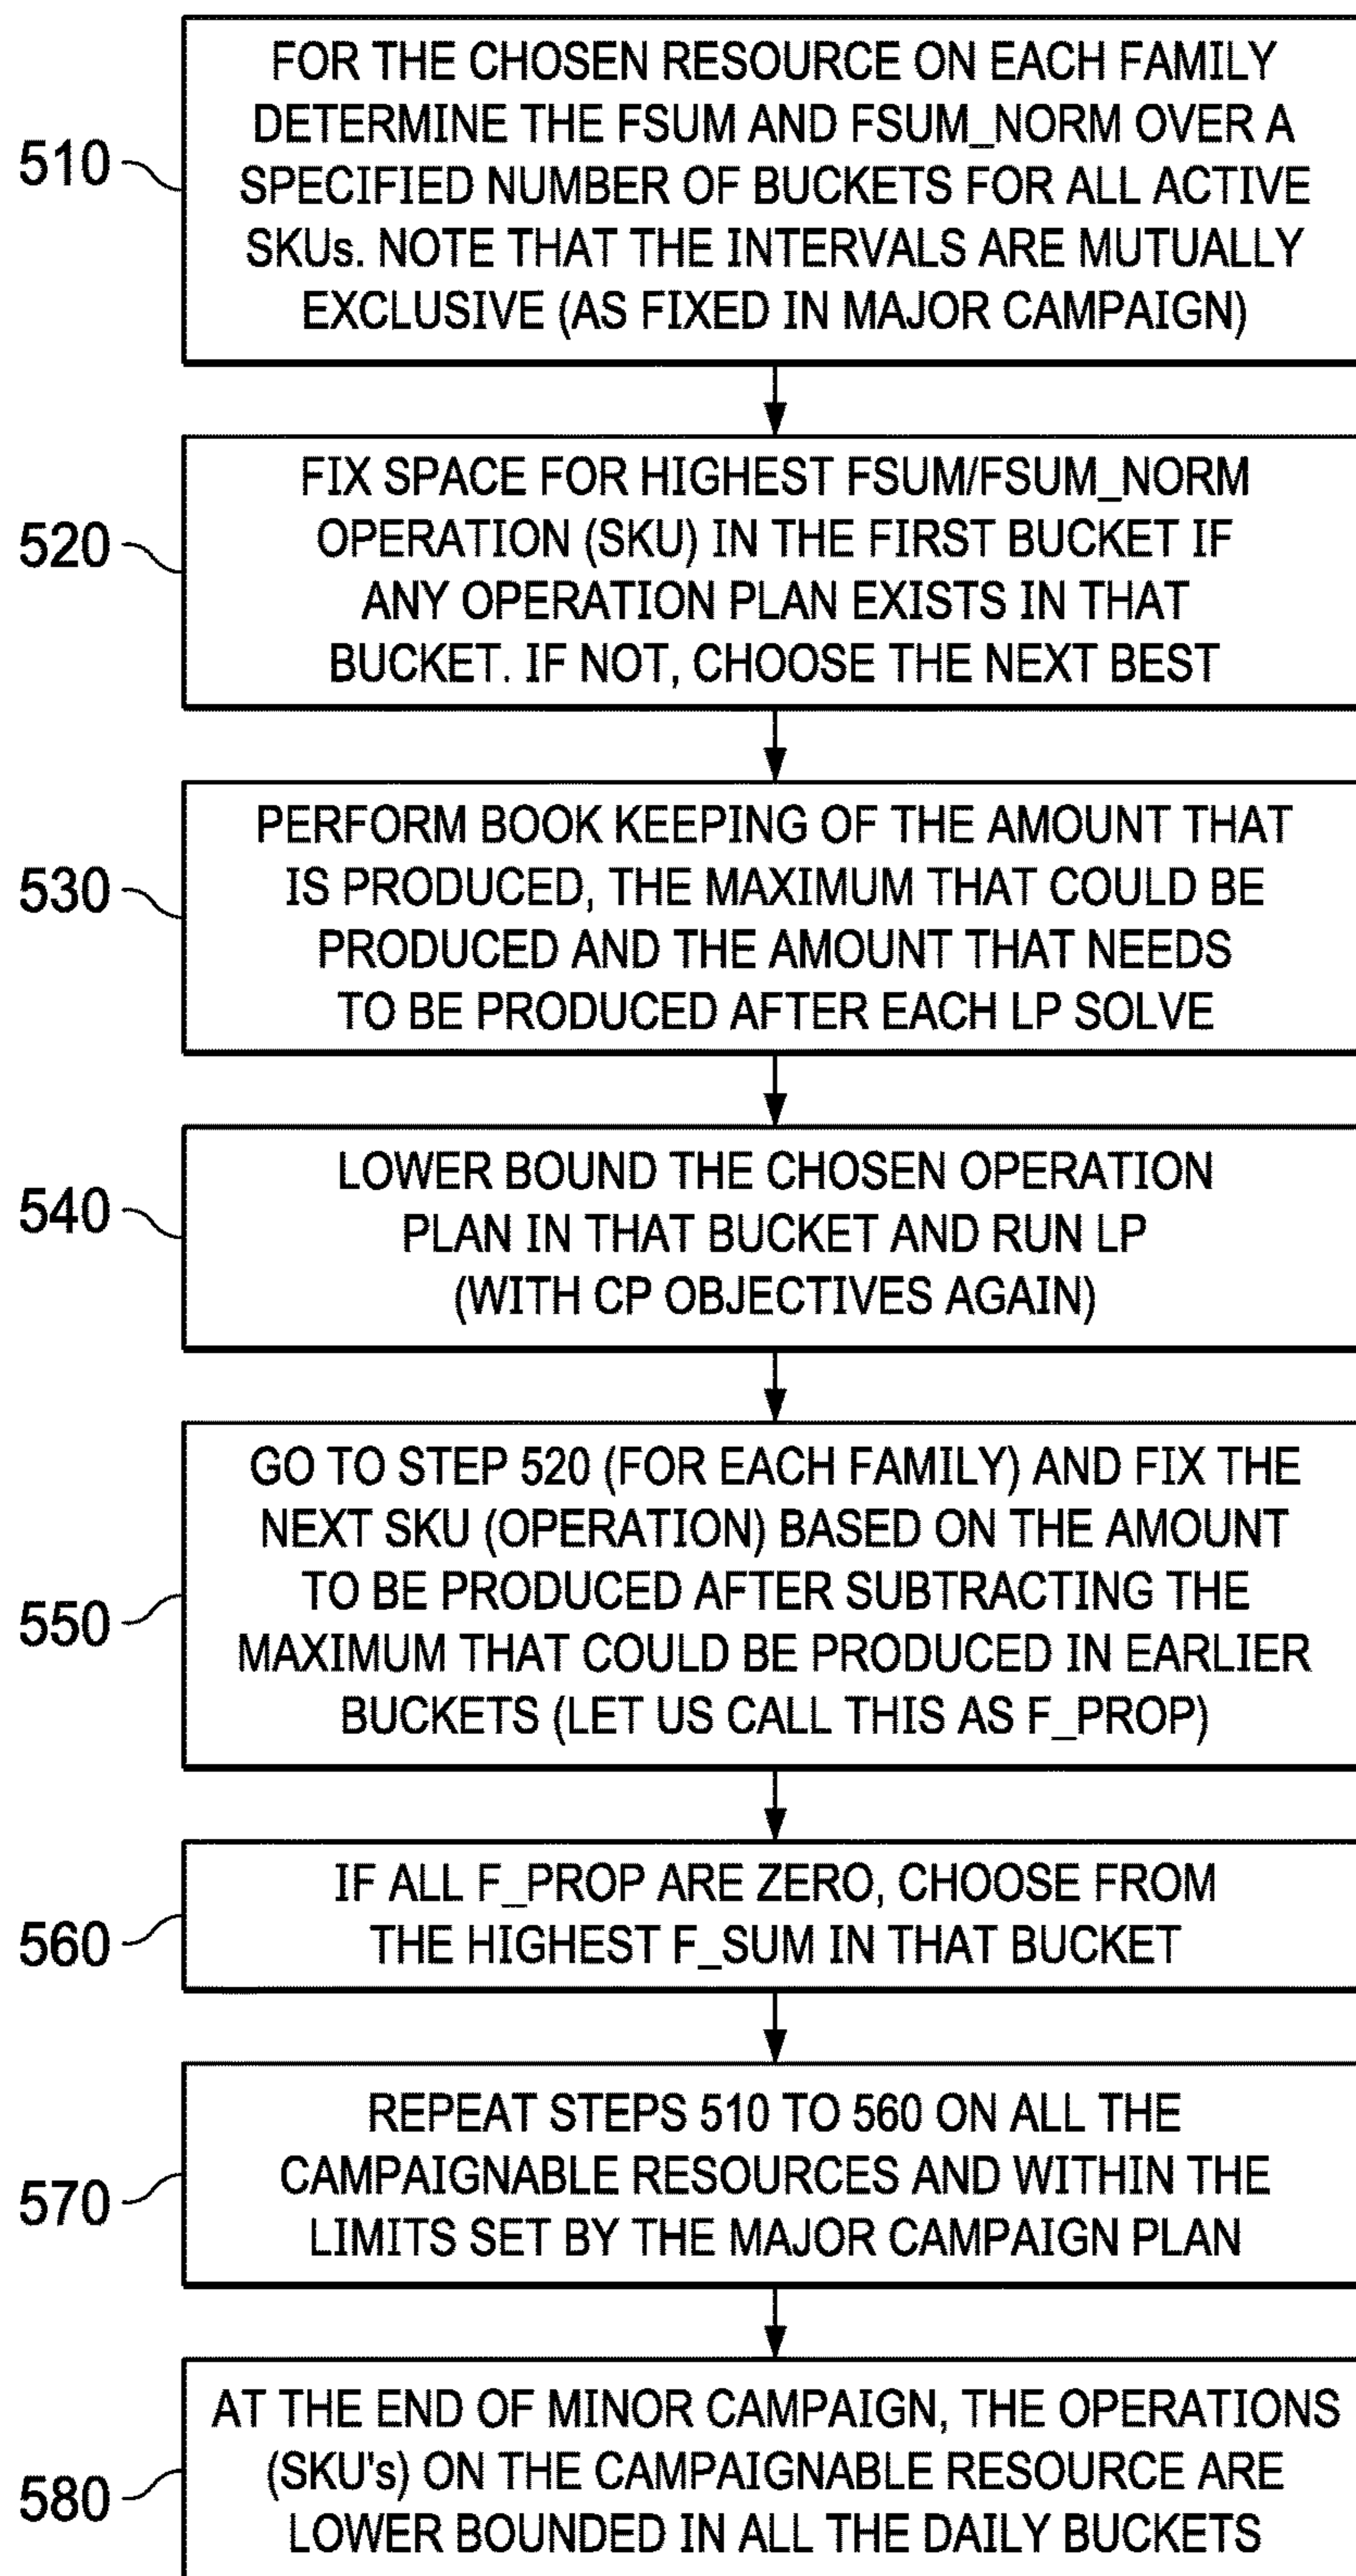 510
FOR THE CHOSEN RESOURCE ON EACH FAMILY
DETERMINE THE FSUM AND FSUM_NORM OVER A
SPECIFIED NUMBER OF BUCKETS FOR ALL ACTIVE
SKUs. NOTE THAT THE INTERVALS ARE MUTUALLY
EXCLUSIVE (AS FIXED IN MAJOR CAMPAIGN)
520
FIX SPACE FOR HIGHEST FSUM/FSUM_NORM
OPERATION (SKU) IN THE FIRST BUCKET IF
ANY OPERATION PLAN EXISTS IN THAT
BUCKET. IF NOT, CHOOSE THE NEXT BEST
530
PERFORM BOOK KEEPING OF THE AMOUNT THAT
IS PRODUCED, THE MAXIMUM THAT COULD BE
PRODUCED AND THE AMOUNT THAT NEEDS
TO BE PRODUCED AFTER EACH LP SOLVE
540
LOWER BOUND THE CHOSEN OPERATION
PLAN IN THAT BUCKET AND RUN LP
(WITH CP OBJECTIVES AGAIN)
550
GO TO STEP 520 (FOR EACH FAMILY) AND FIX THE
NEXT SKU (OPERATION) BASED ON THE AMOUNT
TO BE PRODUCED AFTER SUBTRACTING THE
MAXIMUM THAT COULD BE PRODUCED IN EARLIER
BUCKETS (LET US CALL THIS AS F_PROP)
560
IF ALL F_PROP ARE ZERO, CHOOSE FROM
THE HIGHEST F_SUM IN THAT BUCKET
570
REPEAT STEPS 510 TO 560 ON ALL THE
CAMPAIGNABLE RESOURCES AND WITHIN THE
LIMITS SET BY THE MAJOR CAMPAIGN PLAN
580
AT THE END OF MINOR CAMPAIGN, THE OPERATIONS
(SKU's) ON THE CAMPAIGNABLE RESOURCE ARE
LOWER BOUNDED IN ALL THE DAILY BUCKETS